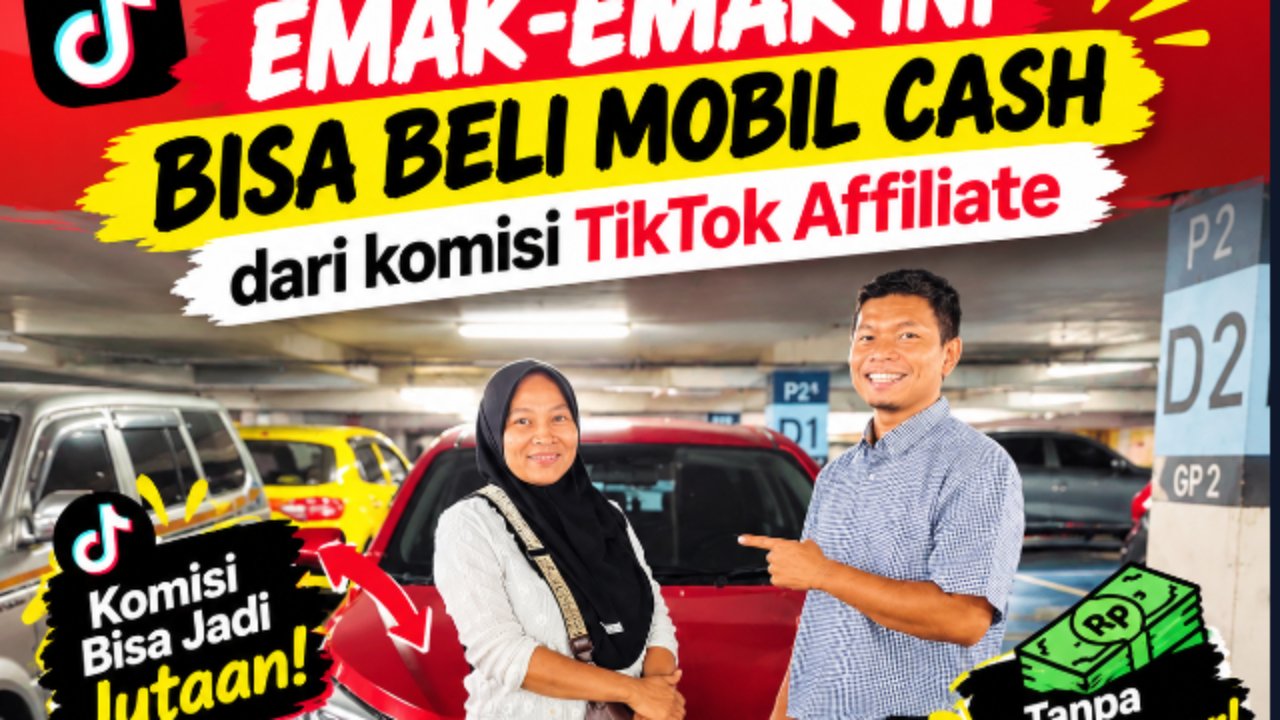 EMAK-EMAK INI
BISA BELI MOBIL CASH
dari komisi TikTok Affiliate
P2
D2
GP 2
P2
D1
Komisi
Bisa Jadi
Jutaan!
RP
Tanpa